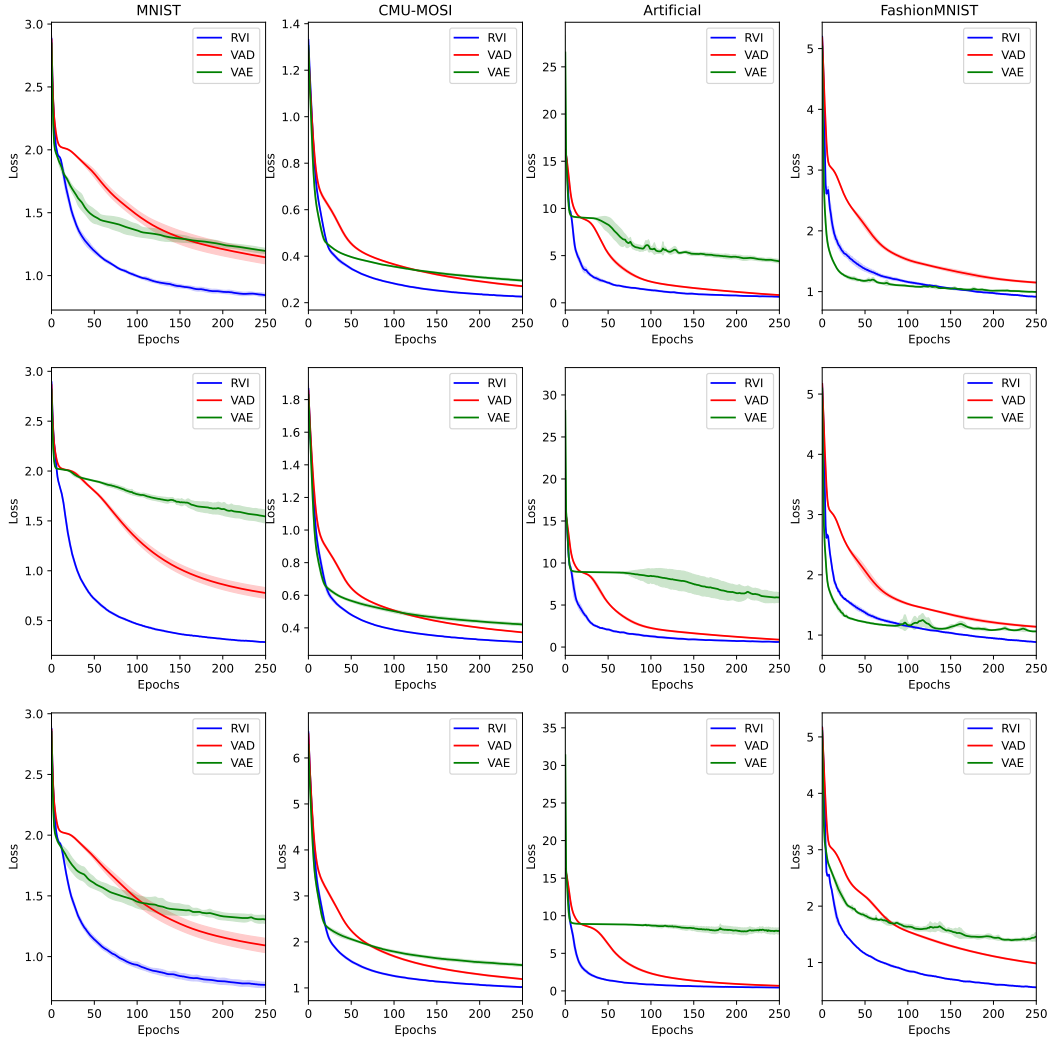 MNIST
3.0
2.5
2.0
1.5
1.0
Loss
0 50 100 150 200 250
Epochs
RVI
VAD
VAE
CMU-MOSI
1.4
1.2
1.0
0.8
0.6
0.4
0.2
Loss
0 50 100 150 200 250
Epochs
RVI
VAD
VAE
Artificial
25
20
15
10
5
0
Loss
0 50 100 150 200 250
Epochs
RVI
VAD
VAE
FashionMNIST
5
4
3
2
1
Loss
0 50 100 150 200 250
Epochs
RVI
VAD
VAE
3.0
2.5
2.0
1.5
1.0
0.5
Loss
0 50 100 150 200 250
Epochs
RVI
VAD
VAE
1.8
1.6
1.4
1.2
1.0
0.8
0.6
0.4
Loss
0 50 100 150 200 250
Epochs
RVI
VAD
VAE
30
25
20
15
10
5
0
Loss
0 50 100 150 200 250
Epochs
RVI
VAD
VAE
5
4
3
2
1
Loss
0 50 100 150 200 250
Epochs
RVI
VAD
VAE
3.0
2.5
2.0
1.5
1.0
Loss
0 50 100 150 200 250
Epochs
RVI
VAD
VAE
6
5
4
3
2
1
Loss
0 50 100 150 200 250
Epochs
RVI
VAD
VAE
35
30
25
20
15
10
5
0
Loss
0 50 100 150 200 250
Epochs
RVI
VAD
VAE
5
4
3
2
1
Loss
0 50 100 150 200 250
Epochs
RVI
VAD
VAE